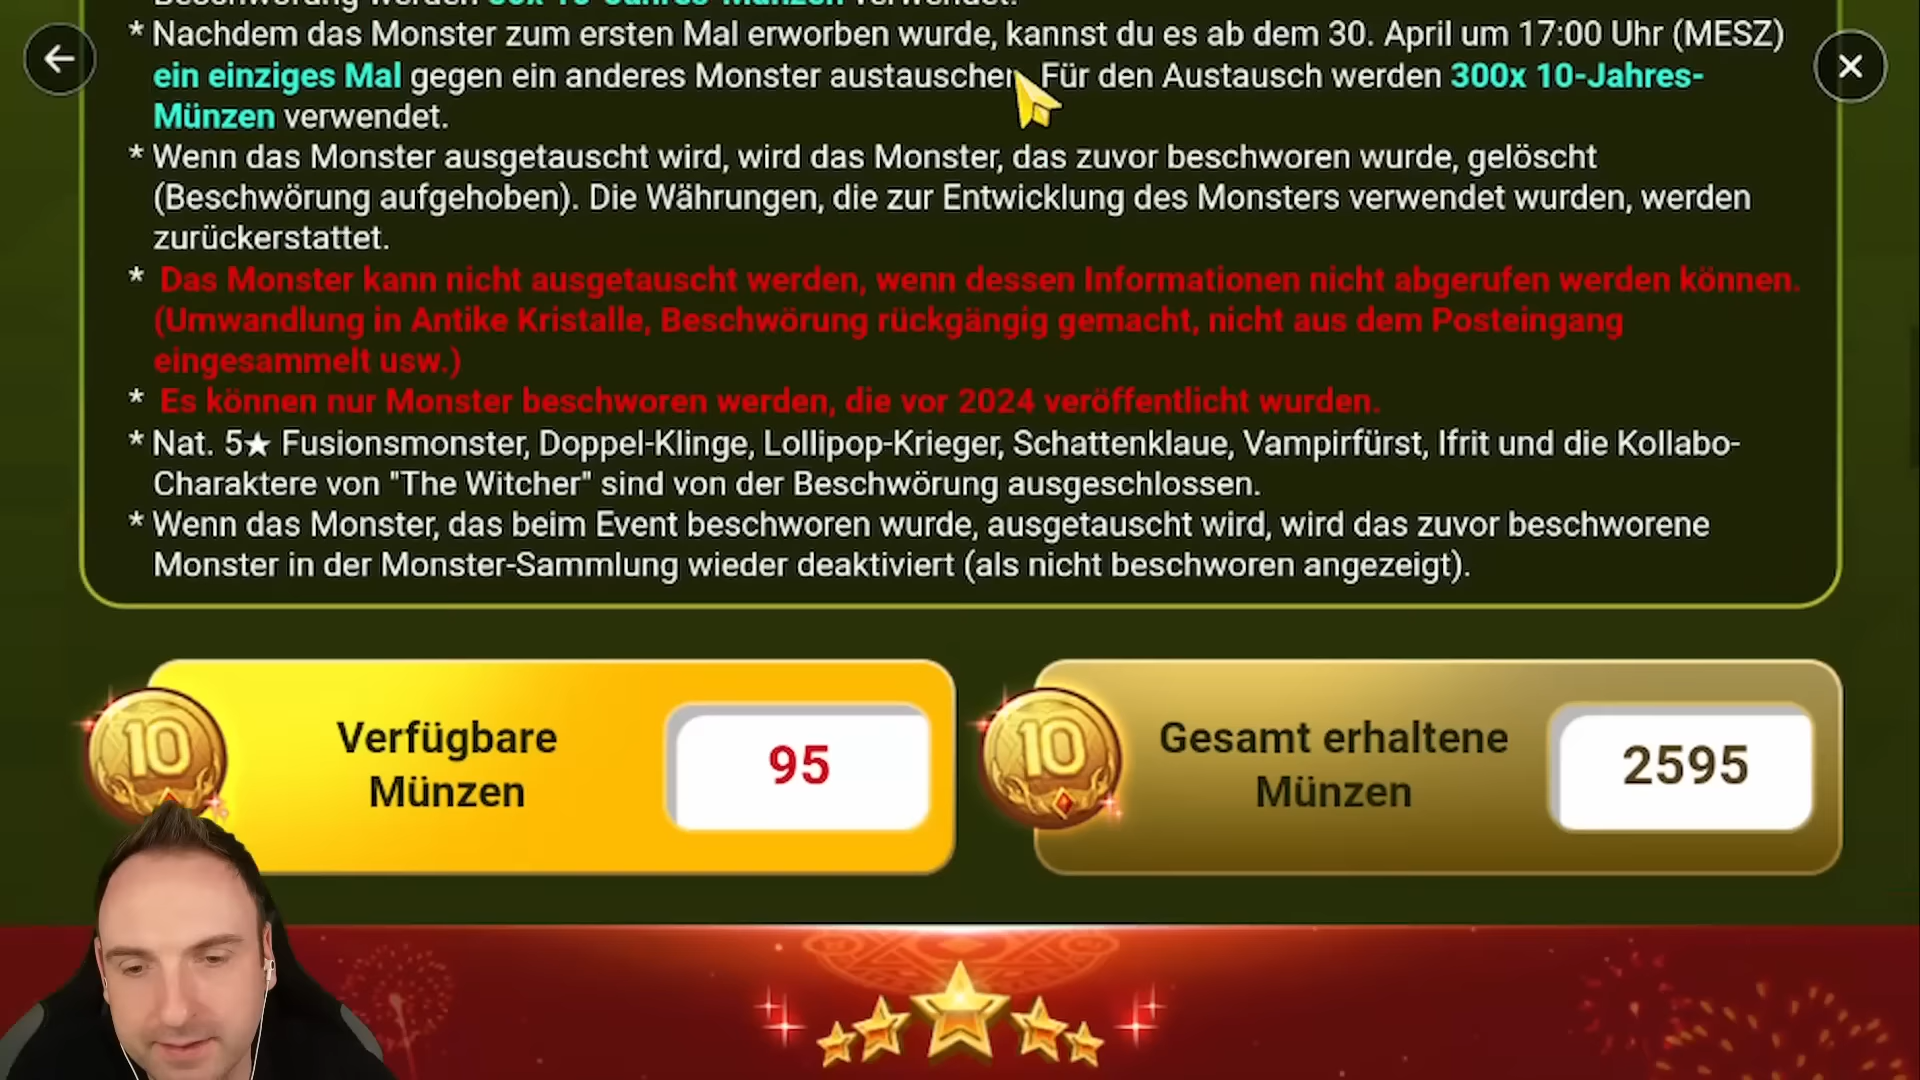 Beschwörung werden 30x 10-Jahres-Münzen verwendet.
* Nachdem das Monster zum ersten Mal erworben wurde, kannst du es ab dem 30. April um 17:00 Uhr (MESZ)
ein einziges Mal gegen ein anderes Monster austauschen. Für den Austausch werden 300x 10-Jahres-
Münzen verwendet.
* Wenn das Monster ausgetauscht wird, wird das Monster, das zuvor beschworen wurde, gelöscht
(Beschwörung aufgehoben). Die Währungen, die zur Entwicklung des Monsters verwendet wurden, werden
zurückerstattet.
* Das Monster kann nicht ausgetauscht werden, wenn dessen Informationen nicht abgerufen werden können.
(Umwandlung in Antike Kristalle, Beschwörung rückgängig gemacht, nicht aus dem Posteingang
eingesammelt usw.)
* Es können nur Monster beschworen werden, die vor 2024 veröffentlicht wurden.
* Nat. 5★ Fusionsmonster, Doppel-Klinge, Lollipop-Krieger, Schattenklaue, Vampirfürst, Ifrit und die Kollabo-
Charaktere von "The Witcher" sind von der Beschwörung ausgeschlossen.
* Wenn das Monster, das beim Event beschworen wurde, ausgetauscht wird, wird das zuvor beschworene
Monster in der Monster-Sammlung wieder deaktiviert (als nicht beschworen angezeigt).
10
Verfügbare
Münzen
95
10
Gesamt erhaltene
Münzen
2595